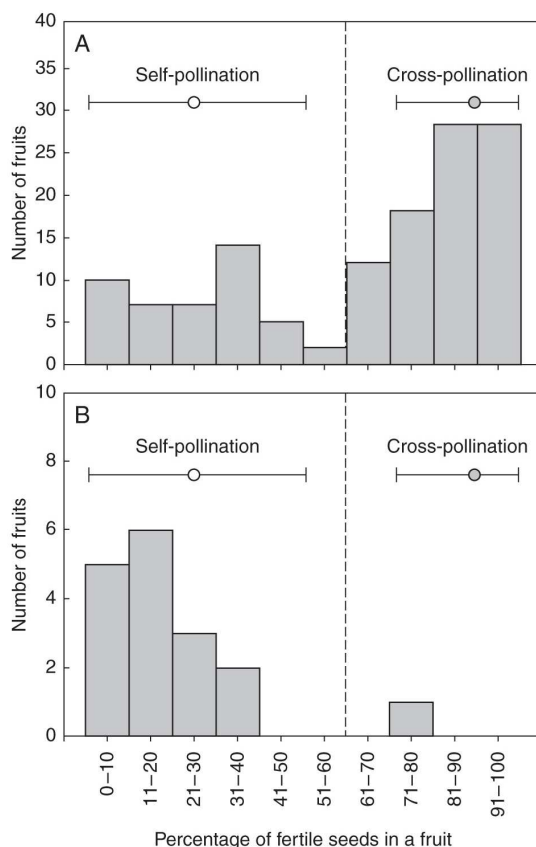 40
A
35
Self-pollination
Cross-pollination
30
25
20
15
10
5
0
Number of fruits
10
B
8
Self-pollination
Cross-pollination
6
4
2
0
Number of fruits
0–10
11–20
21–30
31–40
41–50
51–60
61–70
71–80
81–90
91–100
Percentage of fertile seeds in a fruit